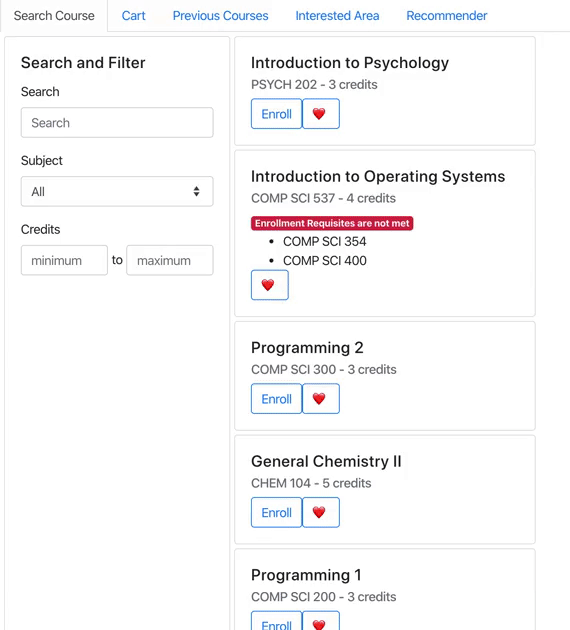 Search Course Cart Previous Courses Interested Area Recommender
Search and Filter
Search
Search
Subject
All
Credits
minimum to maximum
Introduction to Psychology
PSYCH 202 - 3 credits
Enroll
Introduction to Operating Systems
COMP SCI 537 - 4 credits
Enrollment Requisites are not met
• COMP SCI 354
• COMP SCI 400
Programming 2
COMP SCI 300 - 3 credits
Enroll
General Chemistry II
CHEM 104 - 5 credits
Enroll
Programming 1
COMP SCI 200 - 3 credits
Enroll